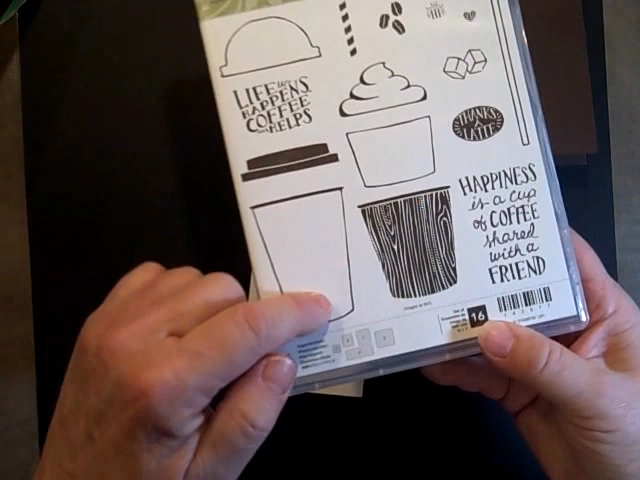 LIFE
HAPPENS
COFFEE
HELPS
THANKS
A
LATTE
HAPPINESS
is a cup
of COFFEE
shared
with a
FRIEND
16